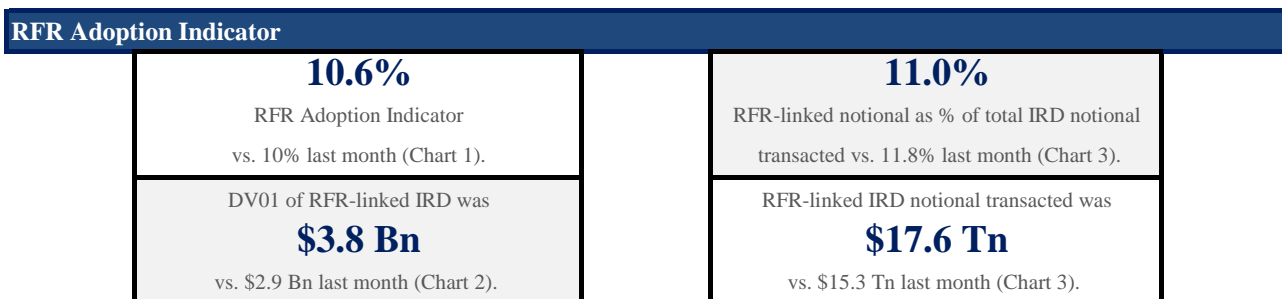 RFR Adoption Indicator
10.6%
RFR Adoption Indicator
vs. 10% last month (Chart 1).
11.0%
RFR-linked notional as % of total IRD notional
transacted vs. 11.8% last month (Chart 3).
DV01 of RFR-linked IRD was
$3.8 Bn
vs. $2.9 Bn last month (Chart 2).
RFR-linked IRD notional transacted was
$17.6 Tn
vs. $15.3 Tn last month (Chart 3).